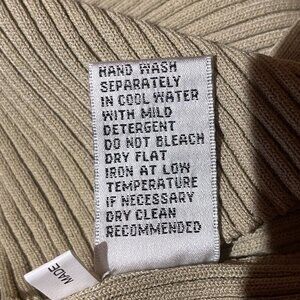 HAND WASH
SEPARATELY
IN COOL WATER
WITH MILD
DETERGENT
DO NOT BLEACH
DRY FLAT
IRON AT LOW
TEMPERATURE
IF NECESSARY
DRY CLEAN
RECOMMENDED
MADE